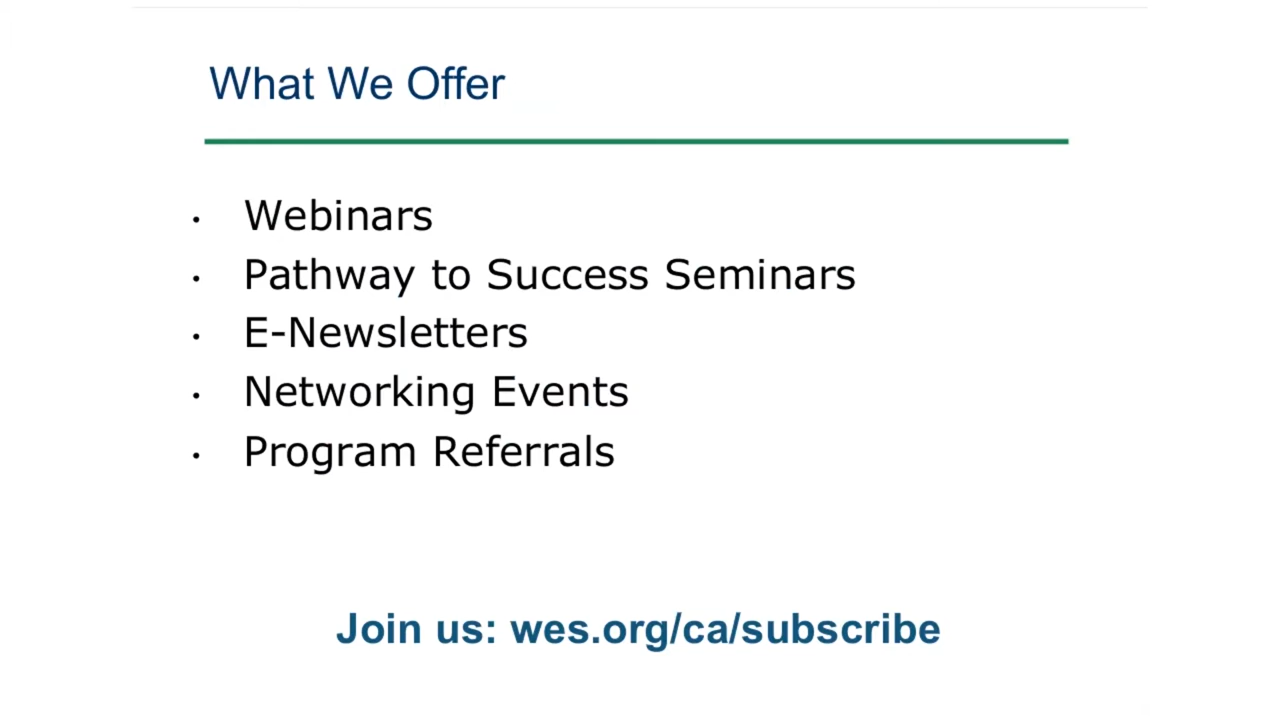 What We Offer
• Webinars
• Pathway to Success Seminars
• E-Newsletters
• Networking Events
• Program Referrals
Join us: wes.org/ca/subscribe